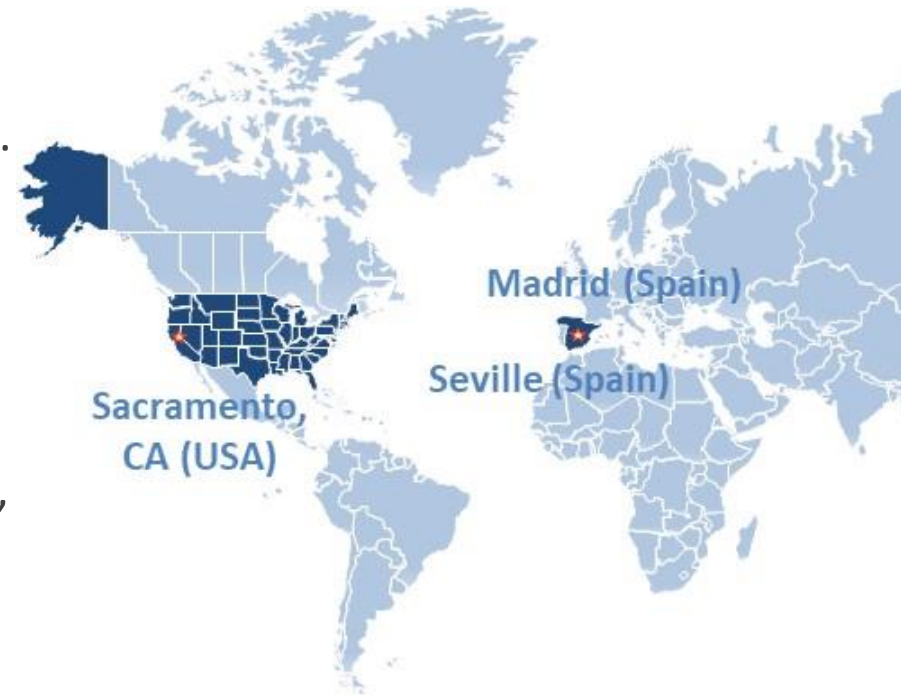 .
Madrid (Spain)
Seville (Spain)
Sacramento,
CA (USA)
,